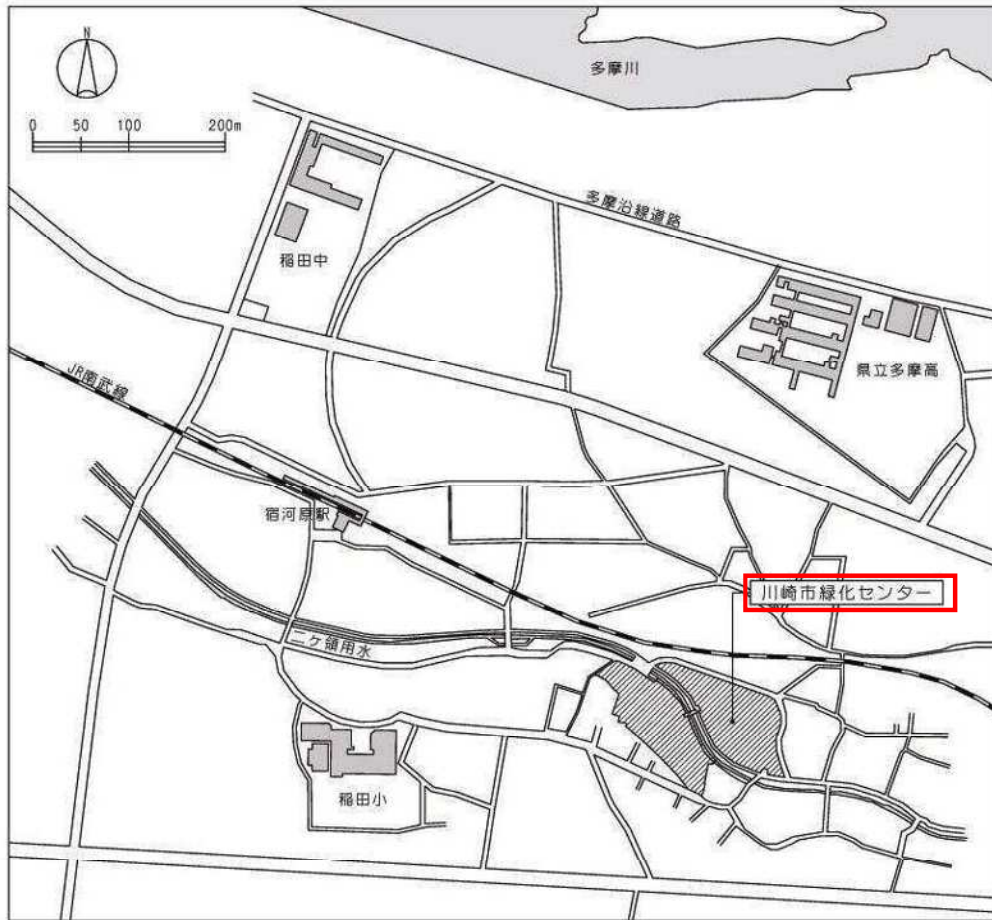 N
0 50 100 200m
多摩川
多摩沿線道路
稲田中
県立多摩高
JR南武線
宿河原駅
川崎市緑化センター
二ケ領用水
稲田小